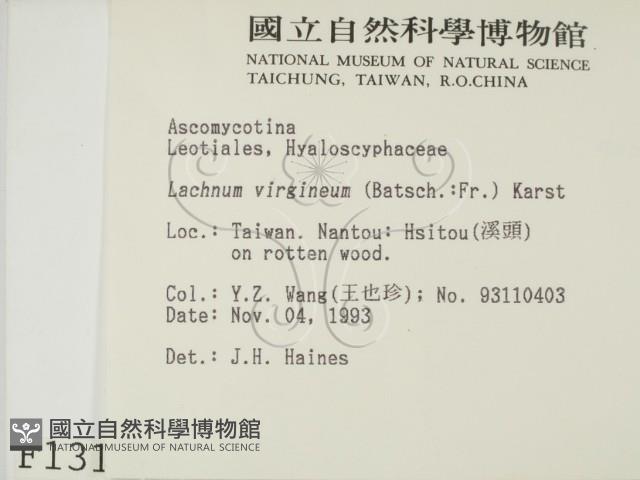 國立自然科學博物館
NATIONAL MUSEUM OF NATURAL SCIENCE
TAICHUNG, TAIWAN, R.O.CHINA
Ascomycotina
Leotiales, Hyaloscyphaceae
Lachnum virgineum (Batsch.:Fr.) Karst
Loc.: Taiwan. Nantou: Hsitou(溪頭)
on rotten wood.
Col.: Y.Z. Wang(王也珍); No. 93110403
Date: Nov. 04, 1993
Det.: J.H. Haines
國立自然科學博物館
NATIONAL MUSEUM OF NATURAL SCIENCE
F131